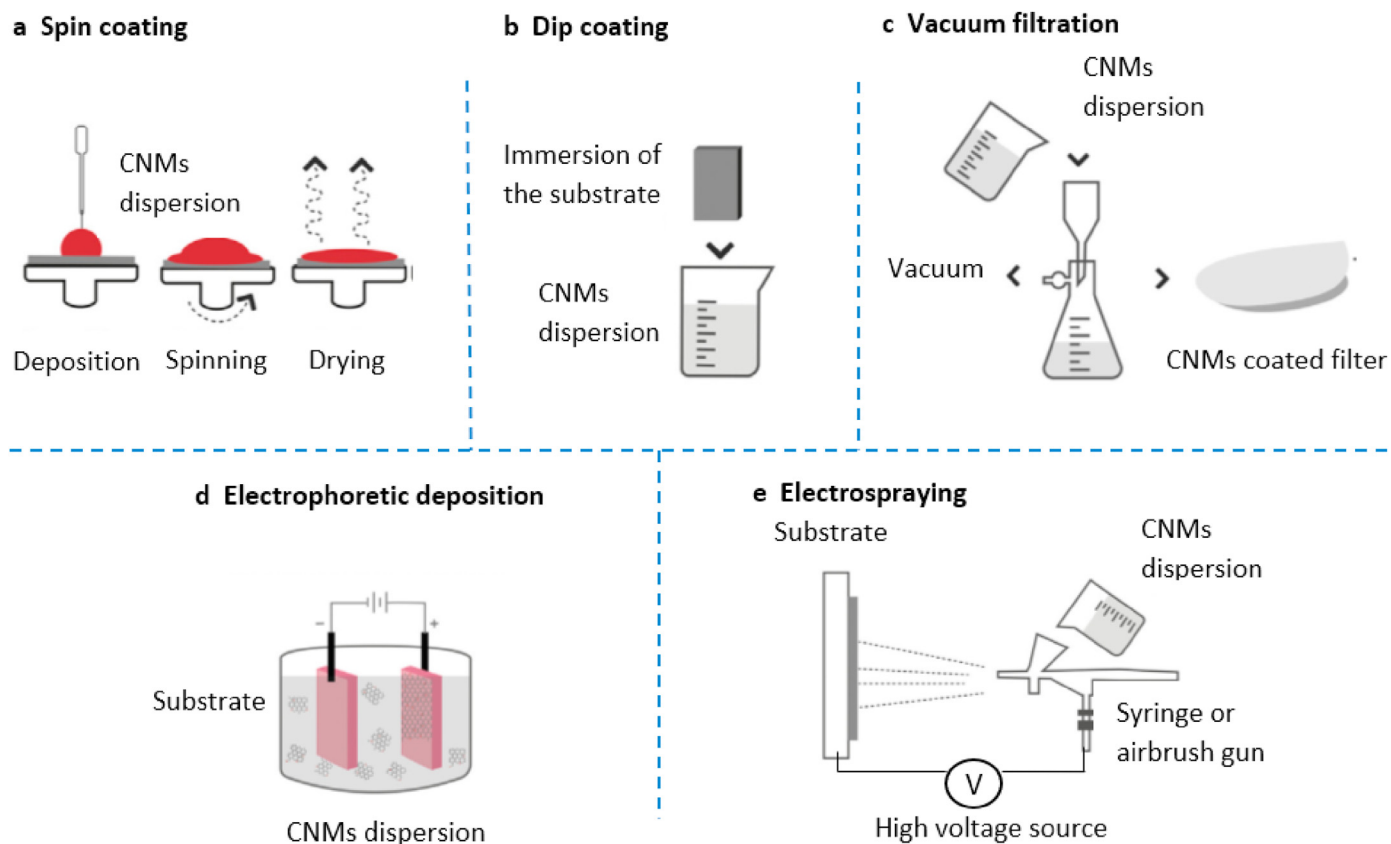 a Spin coating
CNMs
dispersion
Deposition
Spinning
Drying
b Dip coating
Immersion of
the substrate
CNMs
dispersion
c Vacuum filtration
CNMs
dispersion
Vacuum
CNMs coated filter
d Electrophoretic deposition
−
+
Substrate
CNMs dispersion
e Electrospraying
Substrate
CNMs
dispersion
Syringe or
airbrush gun
V
High voltage source